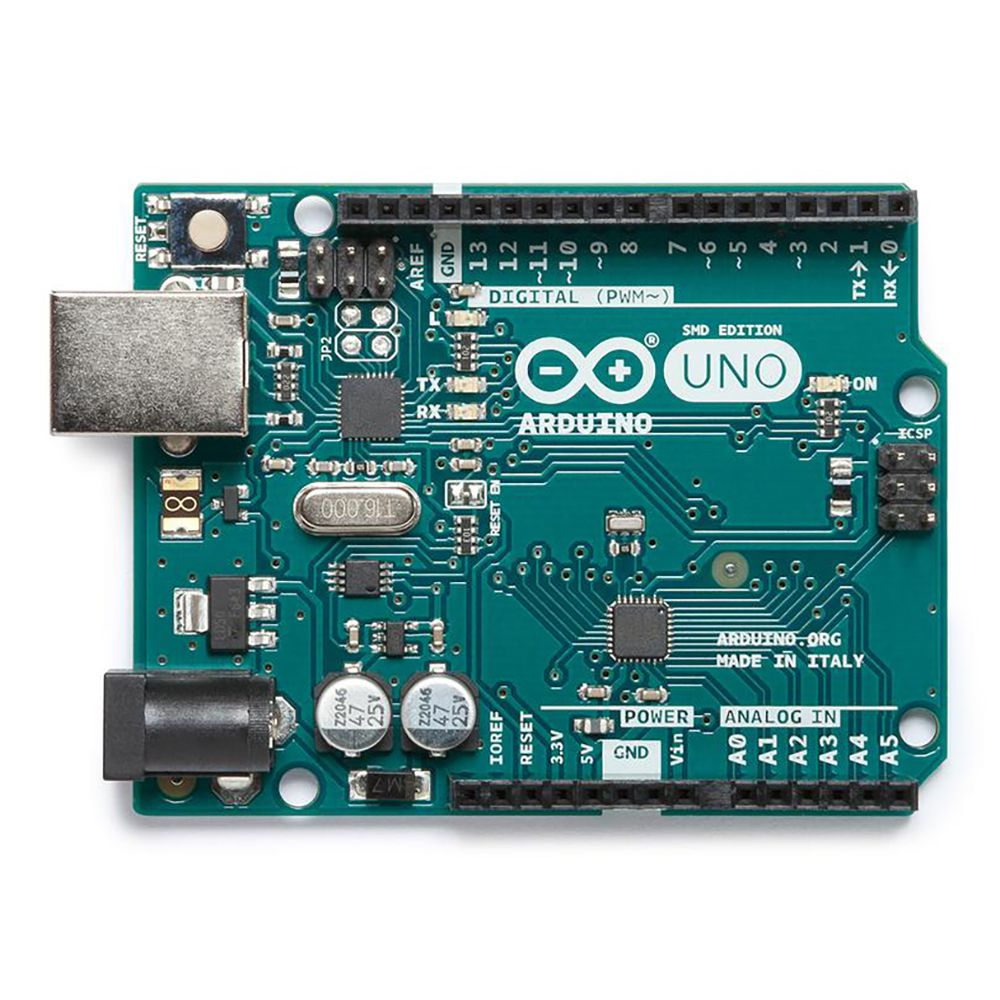 RESET
AREF
GND
13
12
~11
~10
~9
8
7
~6
~5
4
~3
2
TX→1
RX←0
DIGITAL (PWM~)
JP2
TX
RX
SMD EDITION
®
UNO
ARDUINO
ON
ICSP
T16.000
RESET EN
ARDUINO.ORG
MADE IN ITALY
Z2046
47
25V
Z2046
47
25V
M7
POWER
ANALOG IN
IOREF
RESET
3.3V
5V
GND
Vin
A0
A1
A2
A3
A4
A5